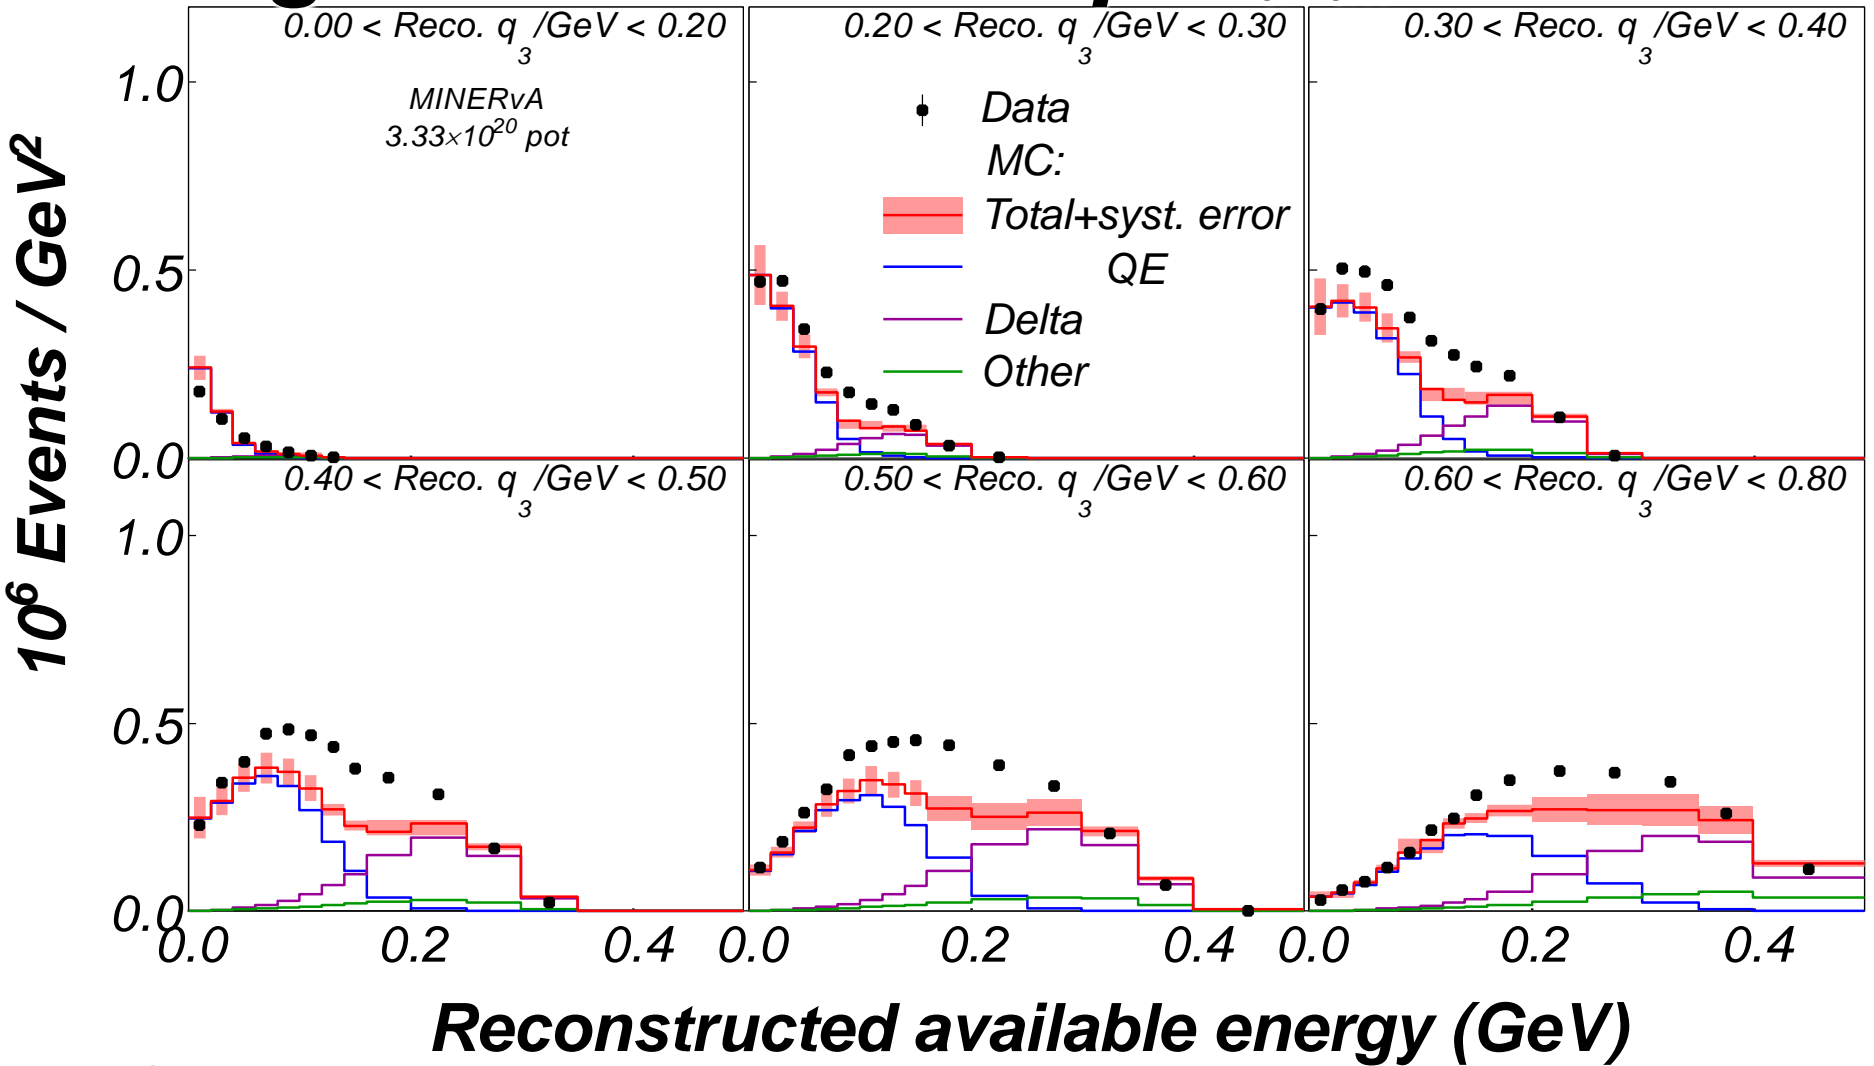 0.00 < Reco. q3/GeV < 0.20
0.20 < Reco. q3/GeV < 0.30
0.30 < Reco. q3/GeV < 0.40
MINERvA
3.33×10^20 pot
Data
MC:
Total+syst. error
QE
Delta
Other
1.0
0.5
0.0
0.40 < Reco. q3/GeV < 0.50
0.50 < Reco. q3/GeV < 0.60
0.60 < Reco. q3/GeV < 0.80
1.0
0.5
0.0
10^6 Events / GeV^2
0.0 0.2 0.4 0.0 0.2 0.4 0.0 0.2 0.4
Reconstructed available energy (GeV)